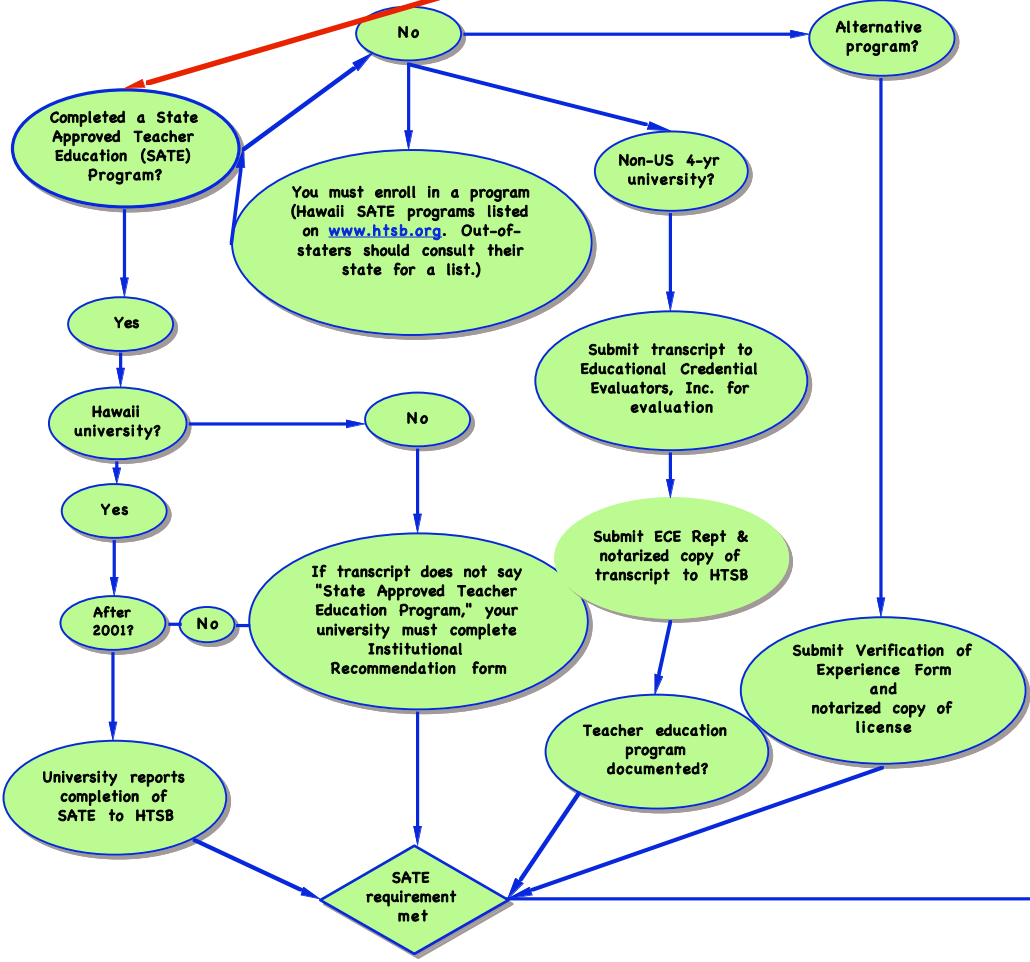 No
Alternative
program?
Completed a State
Approved Teacher
Education (SATE)
Program?
You must enroll in a program
(Hawaii SATE programs listed
on www.htsb.org. Out-of-
staters should consult their
state for a list.)
Non-US 4-yr
university?
Yes
Submit transcript to
Educational Credential
Evaluators, Inc. for
evaluation
Hawaii
university?
No
Yes
Submit ECE Rept &
notarized copy of
transcript to HTSB
If transcript does not say
"State Approved Teacher
Education Program," your
university must complete
Institutional
Recommendation form
After
2001?
No
Submit Verification of
Experience Form
and
notarized copy of
license
Teacher education
program
documented?
University reports
completion of
SATE to HTSB
SATE
requirement
met